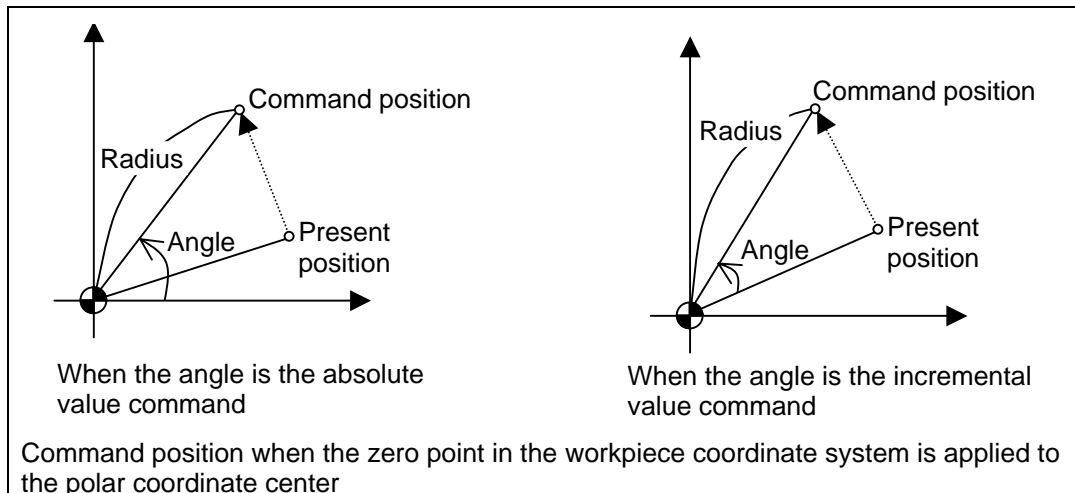 Command position
Radius
Angle
Present
position
When the angle is the absolute
value command
Command position
Radius
Angle
Present
position
When the angle is the incremental
value command
Command position when the zero point in the workpiece coordinate system is applied to
the polar coordinate center